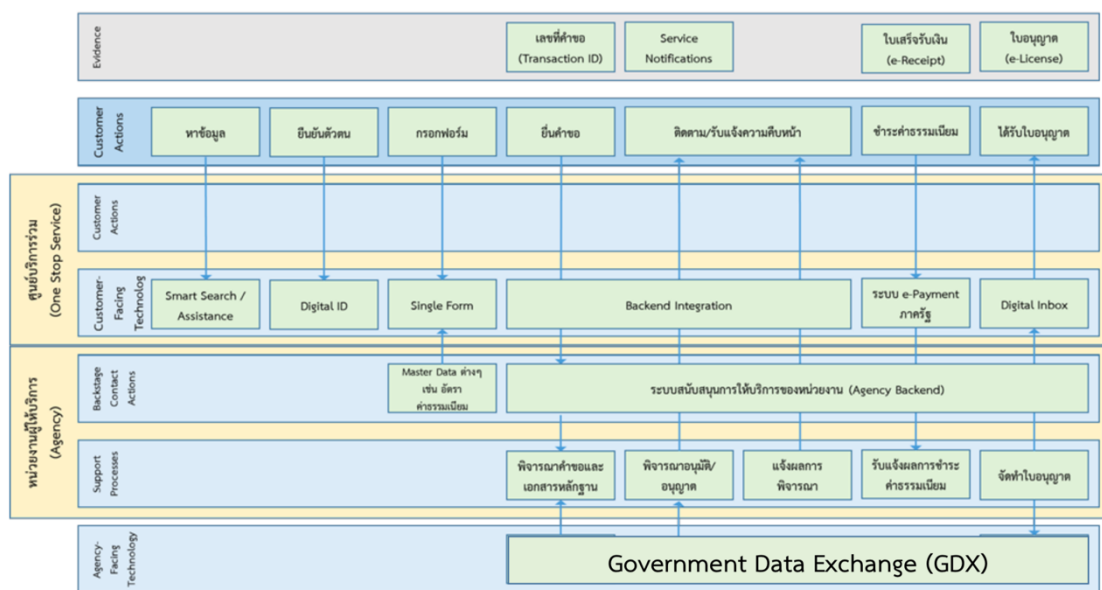 Evidence
เลขที่คำขอ
(Transaction ID)
Service
Notifications
ใบเสร็จรับเงิน
(e-Receipt)
ใบอนุญาต
(e-License)
Customer
Actions
หาข้อมูล
ยืนยันตัวตน
กรอกฟอร์ม
ยื่นคำขอ
ติดตาม/รับแจ้งความคืบหน้า
ชำระค่าธรรมเนียม
ได้รับใบอนุญาต
ศูนย์บริการร่วม
(One Stop Service)
Customer
Actions
Customer-
Facing
Technolog
Smart Search /
Assistance
Digital ID
Single Form
Backend Integration
ระบบ e-Payment
ภาครัฐ
Digital Inbox
หน่วยงานผู้ให้บริการ
(Agency)
Backstage
Contact
Actions
Master Data ต่างๆ
เช่น อัตรา
ค่าธรรมเนียม
ระบบสนับสนุนการให้บริการของหน่วยงาน (Agency Backend)
Support
Processes
พิจารณาคำขอและ
เอกสารหลักฐาน
พิจารณาอนุมัติ/
อนุญาต
แจ้งผลการ
พิจารณา
รับแจ้งผลการชำระ
ค่าธรรมเนียม
จัดทำใบอนุญาต
Agency-
Facing
Technology
Government Data Exchange (GDX)